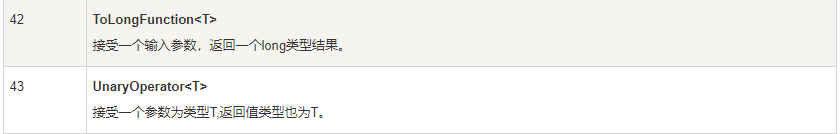 42
ToLongFunction<T>
接受一个输入参数，返回一个long类型结果。
43
UnaryOperator<T>
接受一个参数为类型T,返回值类型也为T。